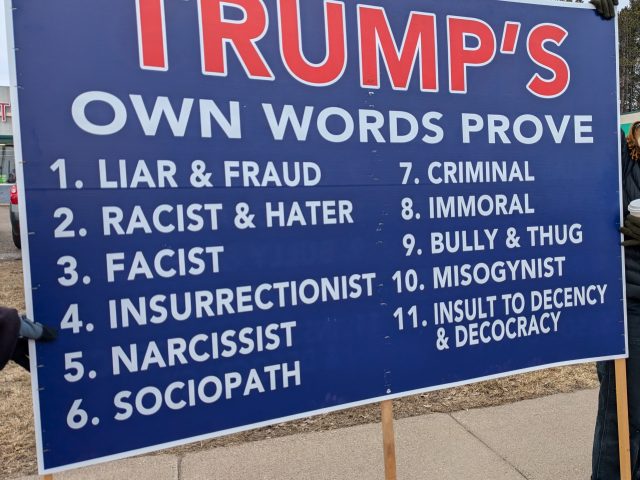 TRUMP'S
OWN WORDS PROVE
1. LIAR & FRAUD
2. RACIST & HATER
3. FACIST
4. INSURRECTIONIST
5. NARCISSIST
6. SOCIOPATH
7. CRIMINAL
8. IMMORAL
9. BULLY & THUG
10. MISOGYNIST
11. INSULT TO DECENCY
& DECOCRACY